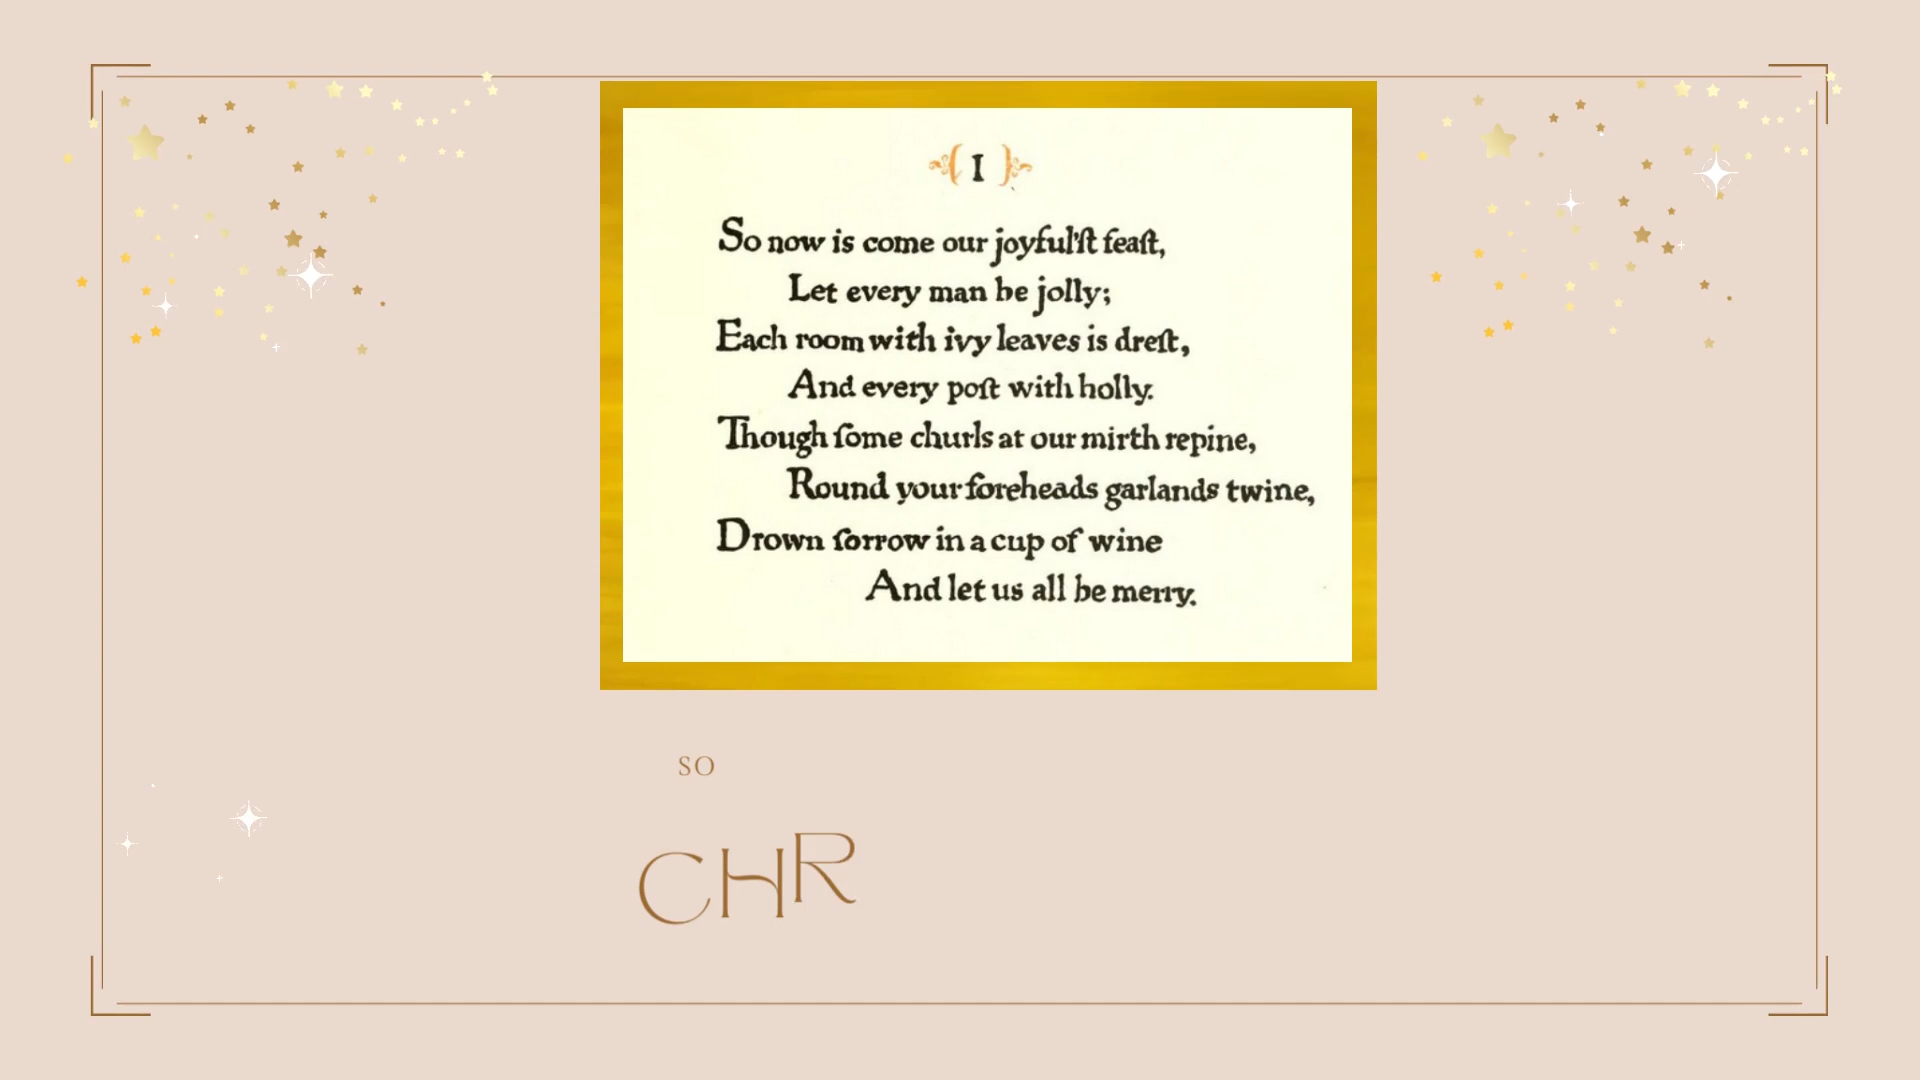 I
So now is come our joyful'ſt feaſt,
Let every man be jolly;
Each room with ivy leaves is dreſt,
And every poſt with holly.
Though ſome churls at our mirth repine,
Round your foreheads garlands twine,
Drown ſorrow in a cup of wine
And let us all be merry.
SO
CHR